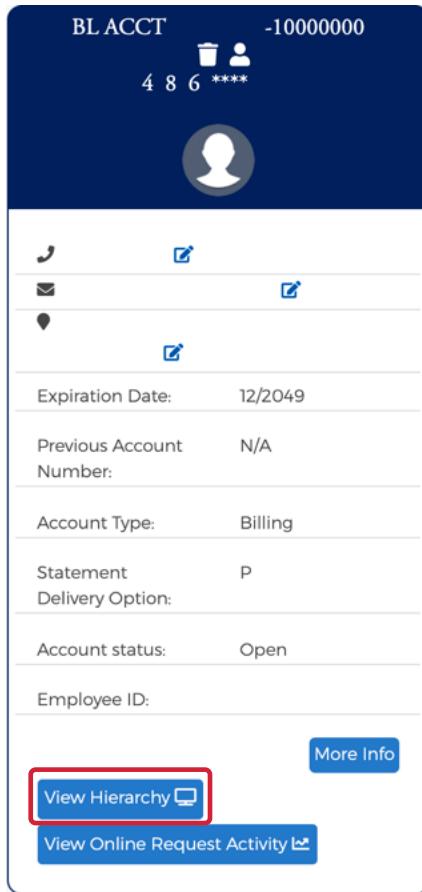 BL ACCT -10000000
4 8 6 ****
Expiration Date: 12/2049
Previous Account N/A
Number:
Account Type: Billing
Statement P
Delivery Option:
Account status: Open
Employee ID:
More Info
View Hierarchy
View Online Request Activity